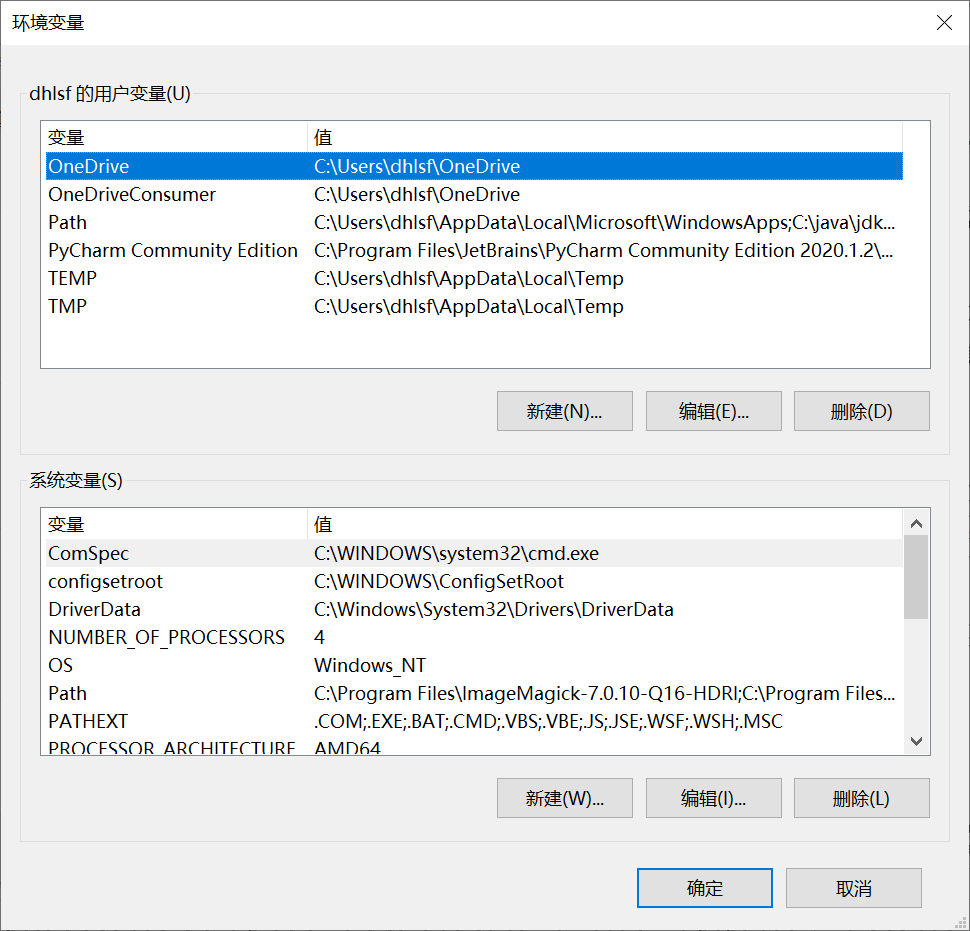 环境变量
dhlsf 的用户变量(U)
变量 值
OneDrive C:\Users\dhlsf\OneDrive
OneDriveConsumer C:\Users\dhlsf\OneDrive
Path C:\Users\dhlsf\AppData\Local\Microsoft\WindowsApps;C:\java\jdk...
PyCharm Community Edition C:\Program Files\JetBrains\PyCharm Community Edition 2020.1.2\...
TEMP C:\Users\dhlsf\AppData\Local\Temp
TMP C:\Users\dhlsf\AppData\Local\Temp
新建(N)... 编辑(E)... 删除(D)
系统变量(S)
变量 值
ComSpec C:\WINDOWS\system32\cmd.exe
configsetroot C:\WINDOWS\ConfigSetRoot
DriverData C:\Windows\System32\Drivers\DriverData
NUMBER_OF_PROCESSORS 4
OS Windows_NT
Path C:\Program Files\ImageMagick-7.0.10-Q16-HDRI;C:\Program Files...
PATHEXT .COM;.EXE;.BAT;.CMD;.VBS;.VBE;.JS;.JSE;.WSF;.WSH;.MSC
PROCESSOR_ARCHITECTURE AMD64
新建(W)... 编辑(I)... 删除(L)
确定 取消